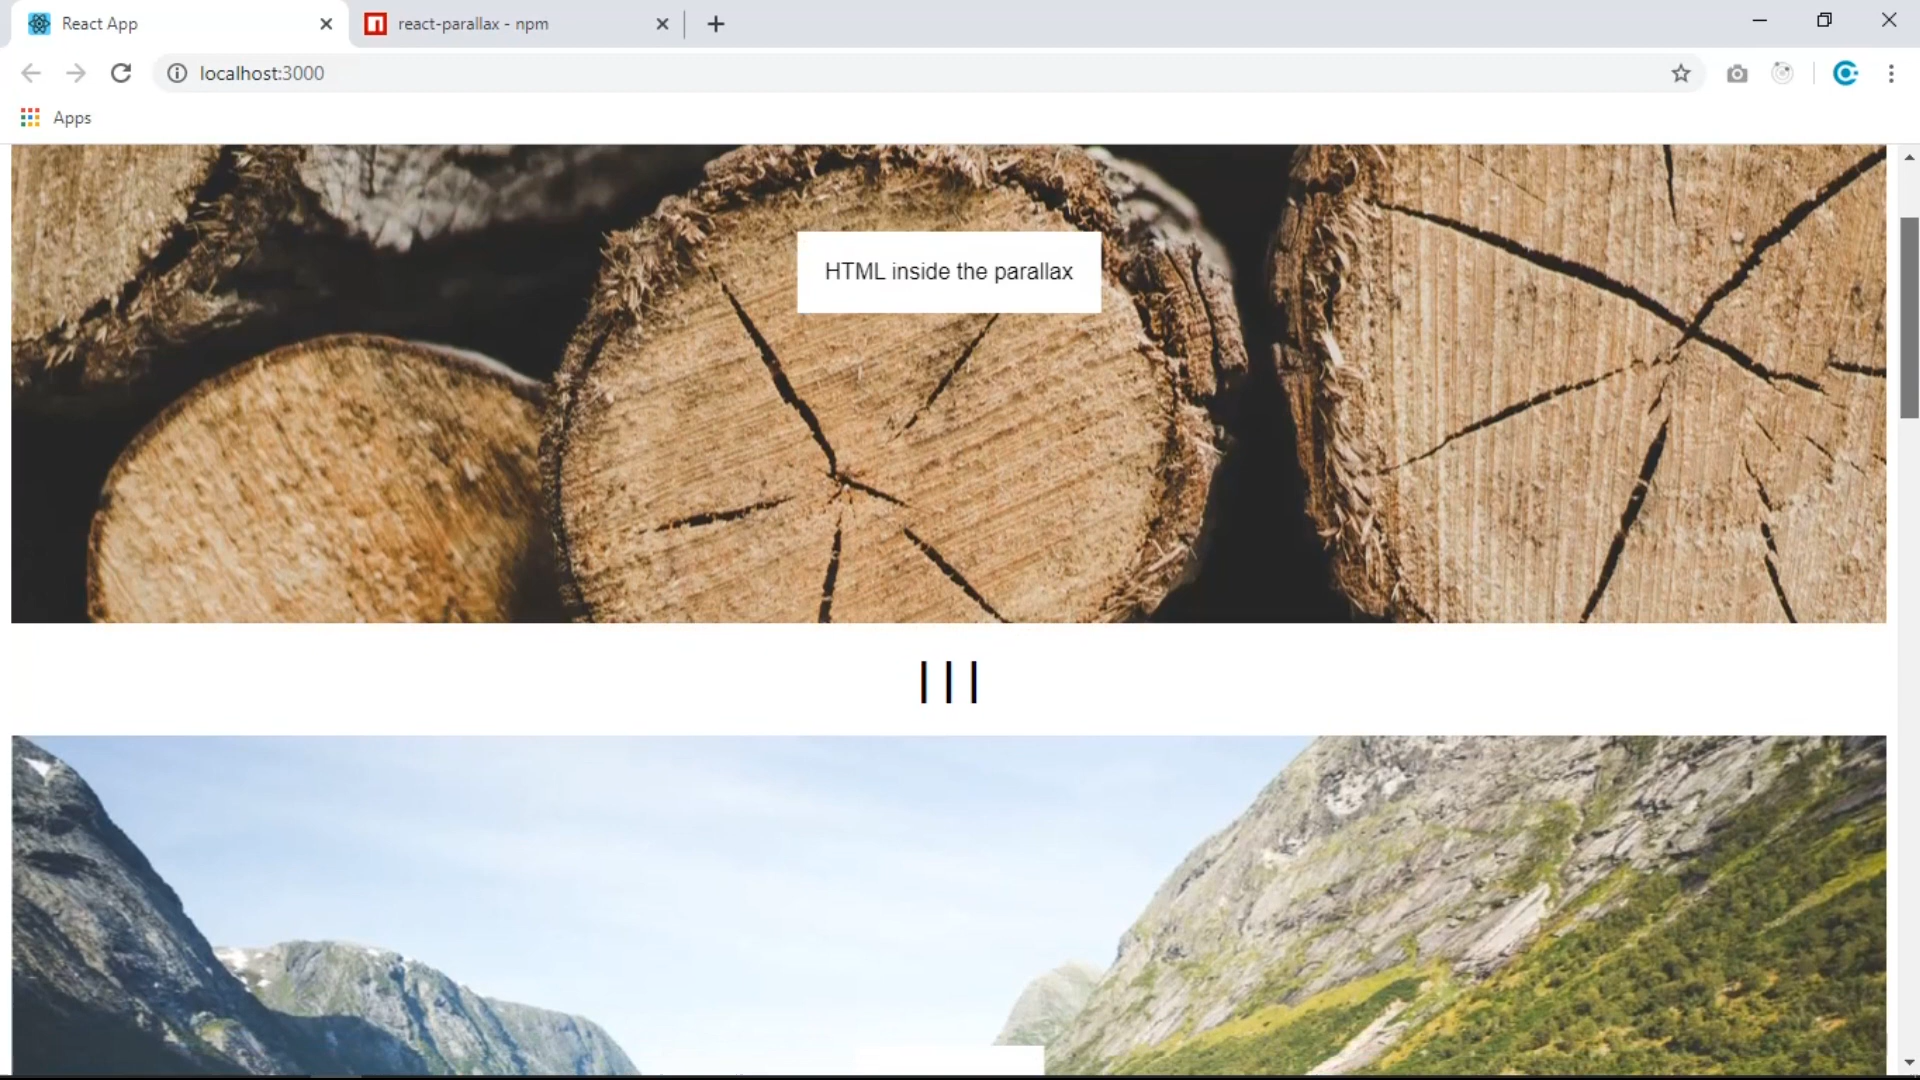 React App
react-parallax - npm
localhost:3000
Apps
HTML inside the parallax
| | |